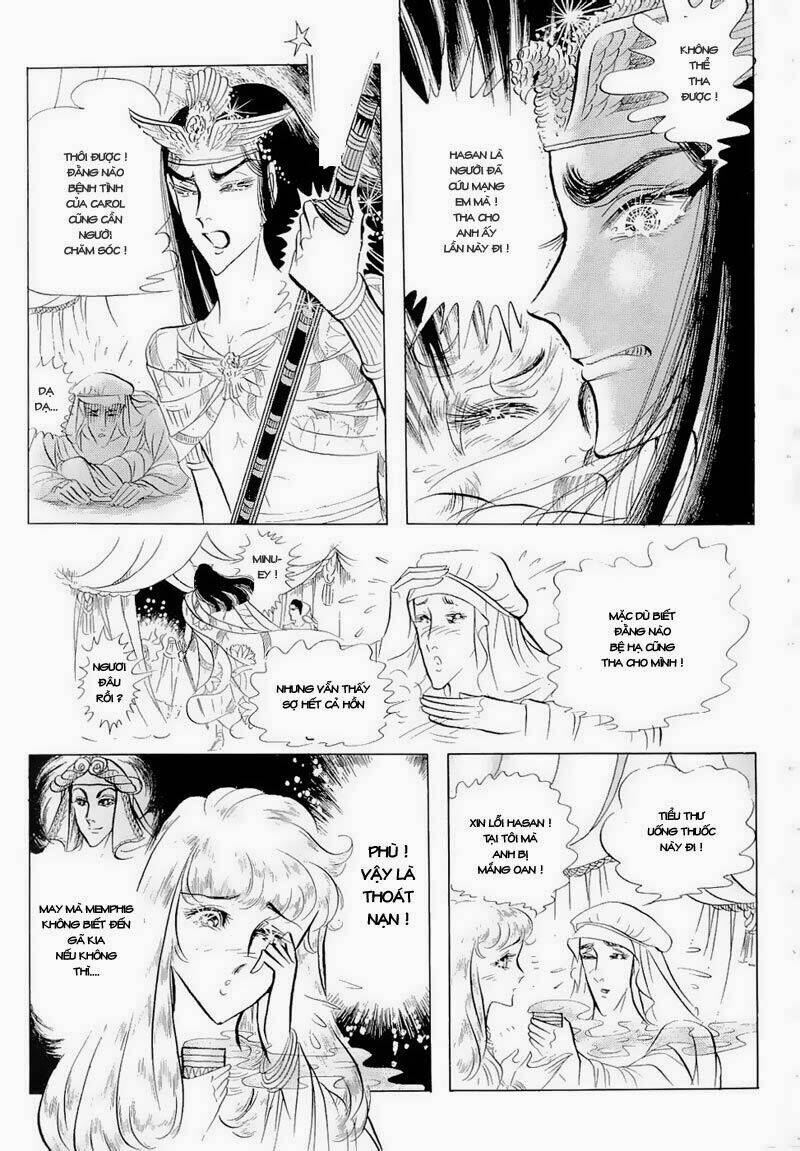 KHÔNG
THỂ
THA
ĐƯỢC !
HASAN LÀ
NGƯỜI ĐÃ
CỨU MẠNG
EM MÀ !
THA CHO
ANH ẤY
LẦN NÀY ĐI !
THÔI ĐƯỢC !
ĐẰNG NÀO
BỆNH TÌNH
CỦA CAROL
CŨNG CẦN
NGƯỜI
CHĂM SÓC !
DẠ
DẠ...
MẶC DÙ BIẾT
ĐẰNG NÀO
BỆ HẠ CŨNG
THA CHO MÌNH !
NHƯNG VẪN THẤY
SỢ HẾT CẢ HỒN
MINU-
EY !
NGƯƠI
ĐÂU
RỒI ?
TIỂU THƯ
UỐNG THUỐC
NÀY ĐI !
XIN LỖI HASAN !
TẠI TÔI MÀ
ANH BỊ
MẮNG OAN !
PHÙ !
VẬY LÀ
THOÁT
NẠN !
MAY MÀ MEMPHIS
KHÔNG BIẾT ĐẾN
GÃ KIA
NẾU KHÔNG
THÌ....